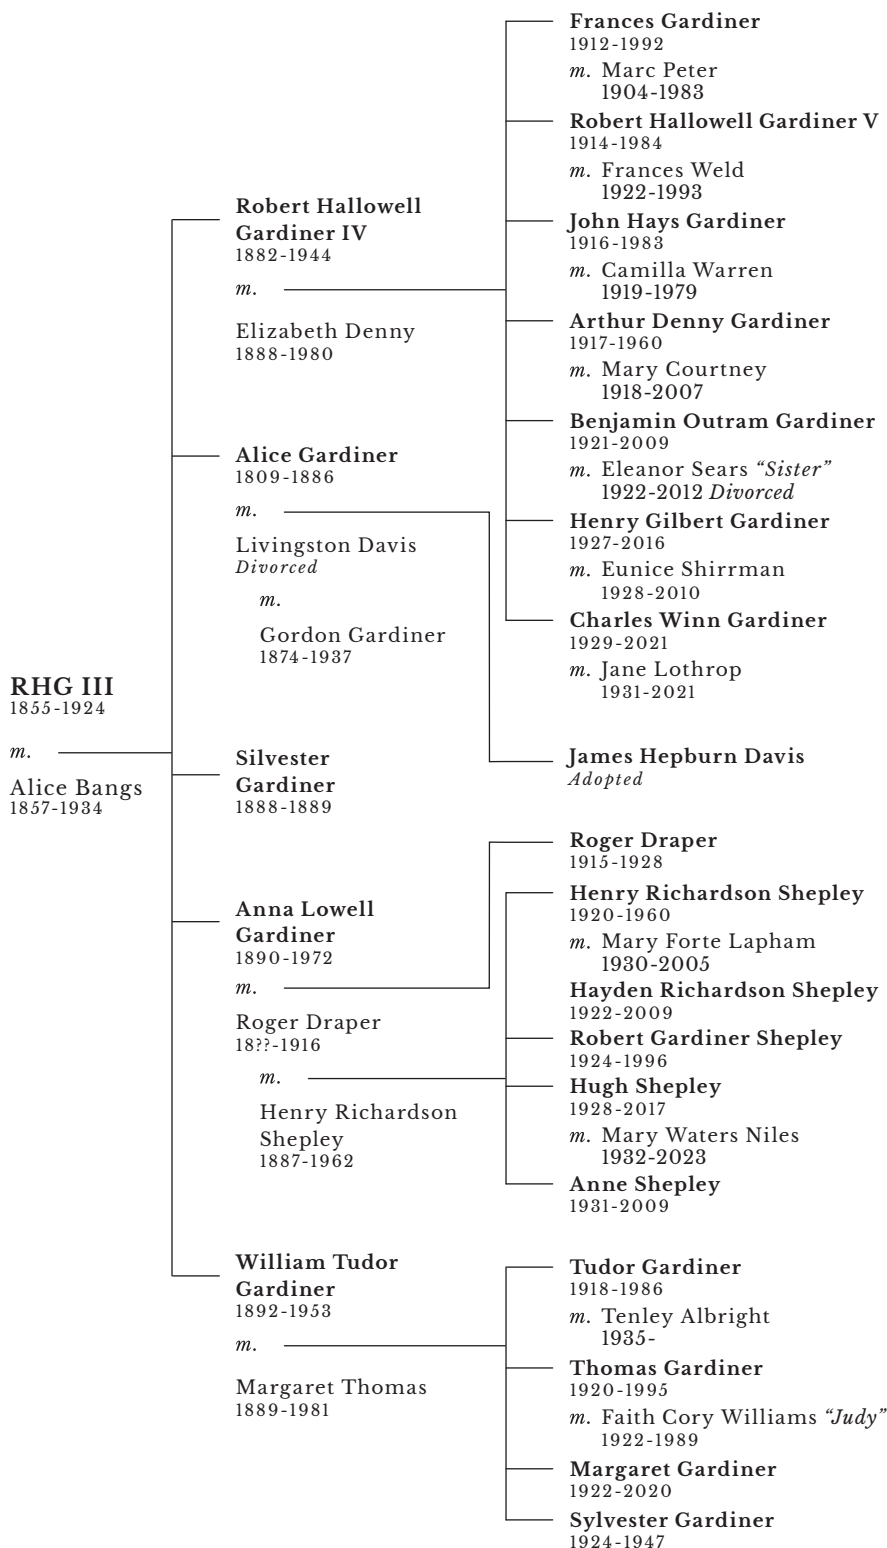 RHG III
1855-1924
m.
Alice Bangs
1857-1934
Robert Hallowell
Gardiner IV
1882-1944
m.
Elizabeth Denny
1888-1980
Alice Gardiner
1809-1886
m.
Livingston Davis
Divorced
m.
Gordon Gardiner
1874-1937
Silvester
Gardiner
1888-1889
Anna Lowell
Gardiner
1890-1972
m.
Roger Draper
18??-1916
m.
Henry Richardson
Shepley
1887-1962
William Tudor
Gardiner
1892-1953
m.
Margaret Thomas
1889-1981
Frances Gardiner
1912-1992
m. Marc Peter
1904-1983
Robert Hallowell Gardiner V
1914-1984
m. Frances Weld
1922-1993
John Hays Gardiner
1916-1983
m. Camilla Warren
1919-1979
Arthur Denny Gardiner
1917-1960
m. Mary Courtney
1918-2007
Benjamin Outram Gardiner
1921-2009
m. Eleanor Sears “Sister”
1922-2012 Divorced
Henry Gilbert Gardiner
1927-2016
m. Eunice Shirrman
1928-2010
Charles Winn Gardiner
1929-2021
m. Jane Lothrop
1931-2021
James Hepburn Davis
Adopted
Roger Draper
1915-1928
Henry Richardson Shepley
1920-1960
m. Mary Forte Lapham
1930-2005
Hayden Richardson Shepley
1922-2009
Robert Gardiner Shepley
1924-1996
Hugh Shepley
1928-2017
m. Mary Waters Niles
1932-2023
Anne Shepley
1931-2009
Tudor Gardiner
1918-1986
m. Tenley Albright
1935-
Thomas Gardiner
1920-1995
m. Faith Cory Williams “Judy”
1922-1989
Margaret Gardiner
1922-2020
Sylvester Gardiner
1924-1947